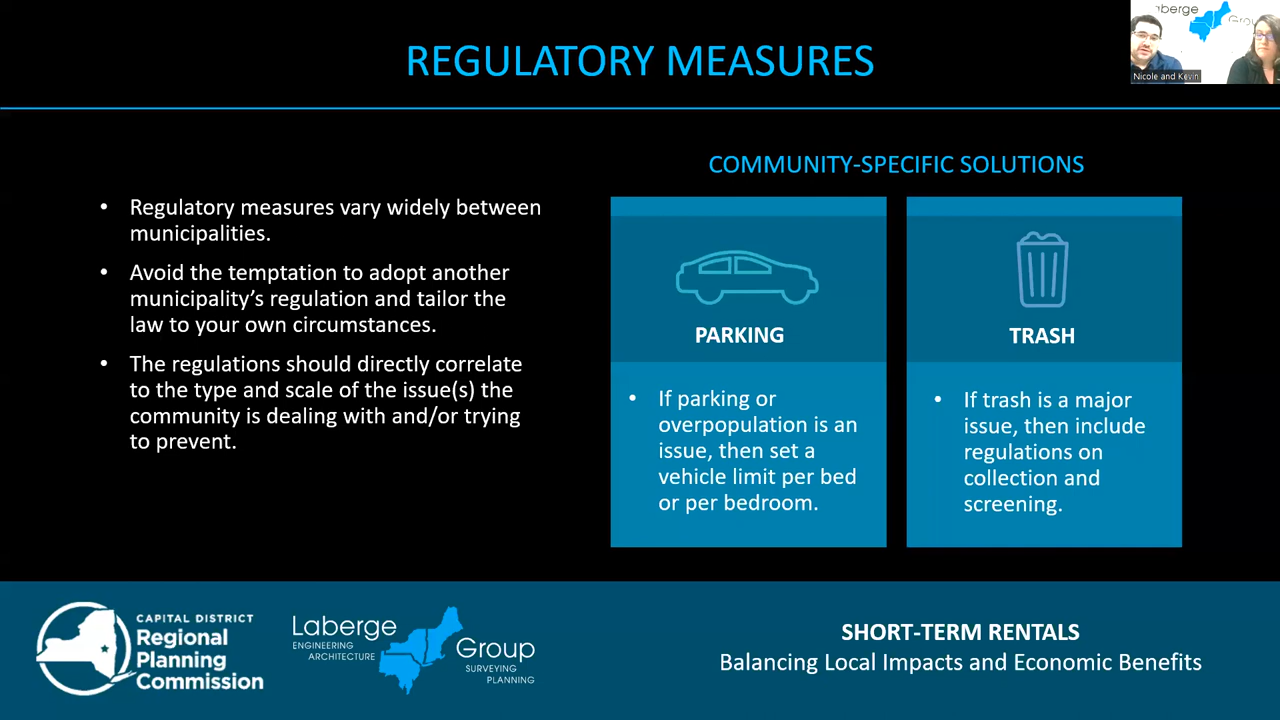 REGULATORY MEASURES
laberge
Grou
Nicole and Kevin
• Regulatory measures vary widely between
municipalities.
• Avoid the temptation to adopt another
municipality's regulation and tailor the
law to your own circumstances.
• The regulations should directly correlate
to the type and scale of the issue(s) the
community is dealing with and/or trying
to prevent.
COMMUNITY-SPECIFIC SOLUTIONS
PARKING
• If parking or
overpopulation is an
issue, then set a
vehicle limit per bed
or per bedroom.
TRASH
• If trash is a major
issue, then include
regulations on
collection and
screening.
CAPITAL DISTRICT
Regional
Planning
Commission
Laberge
ENGINEERING
ARCHITECTURE
Group
SURVEYING
PLANNING
SHORT-TERM RENTALS
Balancing Local Impacts and Economic Benefits